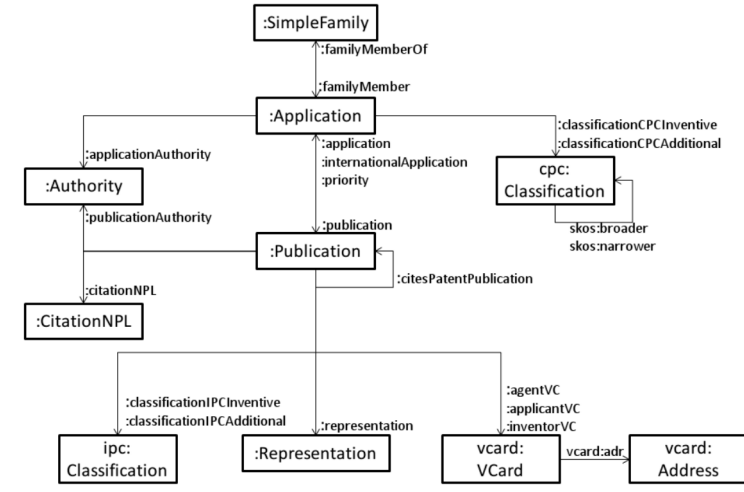 :SimpleFamily
:familyMemberOf
:familyMember
:Application
:applicationAuthority
:application
:internationalApplication
:priority
:classificationCPCInventive
:classificationCPCAdditional
:Authority
cpc:
Classification
:publicationAuthority
:publication
skos:broader
skos:narrower
:Publication
:citesPatentPublication
:citationNPL
:CitationNPL
:classificationIPCInventive
:classificationIPCAdditional
:representation
:agentVC
:applicantVC
:inventorVC
ipc:
Classification
:Representation
vcard:
VCard
vcard:adr
vcard:
Address